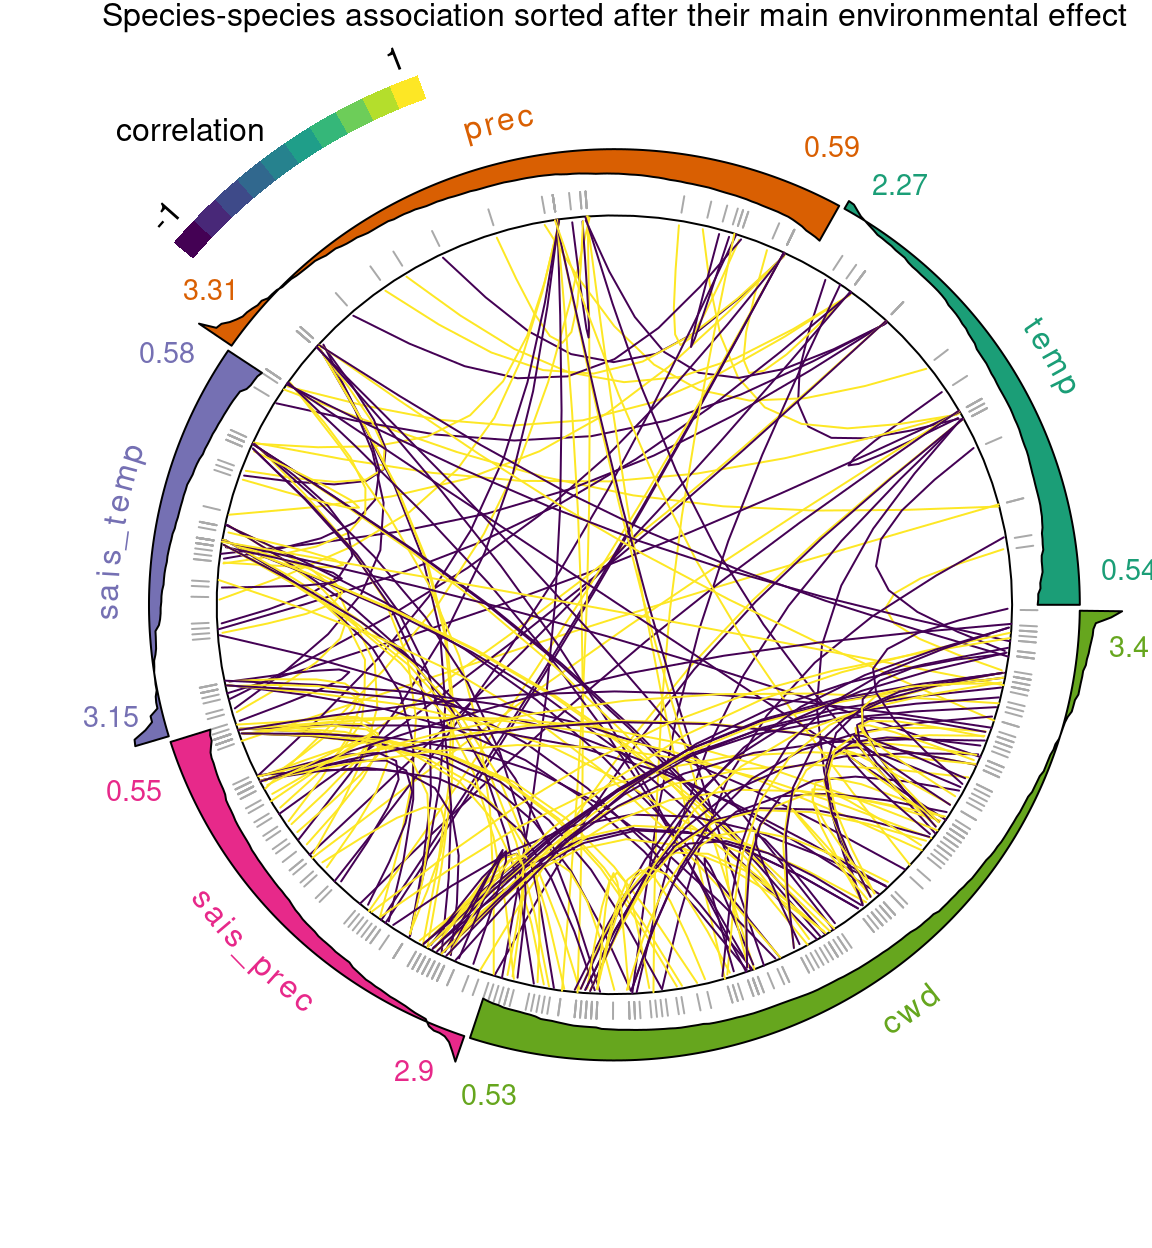 Species-species association sorted after their main environmental effect
1
correlation
-1
prec
0.59
2.27
3.31
0.58
temp
sais_temp
0.54
3.4
3.15
0.55
sais_prec
cwd
2.9
0.53